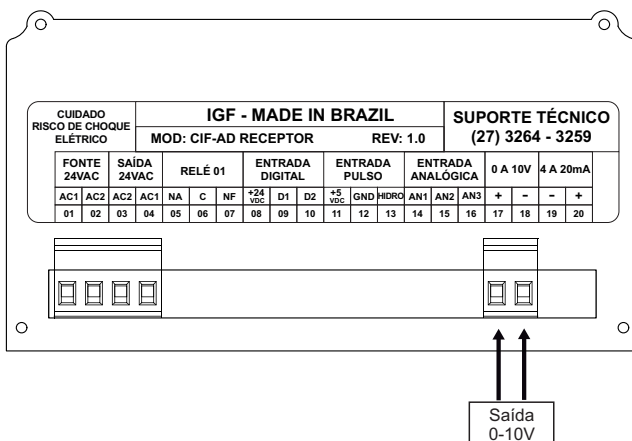 CUIDADO
RISCO DE CHOQUE
ELÉTRICO
IGF - MADE IN BRAZIL
MOD: CIF-AD RECEPTOR REV: 1.0
SUPORTE TÉCNICO
(27) 3264 - 3259
FONTE 24VAC SAÍDA 24VAC RELÉ 01 ENTRADA DIGITAL ENTRADA PULSO ENTRADA ANALÓGICA 0 A 10V 4 A 20mA
AC1 AC2 AC2 AC1 NA C NF +24 VDC D1 D2 +5 VDC GND HIDRO AN1 AN2 AN3 + - - +
01 02 03 04 05 06 07 08 09 10 11 12 13 14 15 16 17 18 19 20
Saída
0-10V